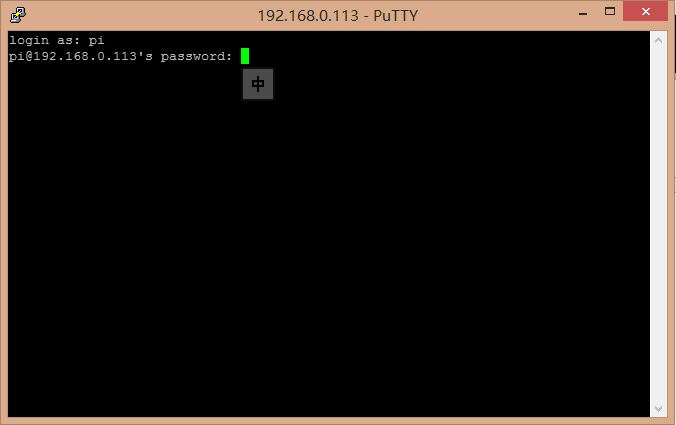 192.168.0.113 - PuTTY
login as: pi
pi@192.168.0.113's password:
中